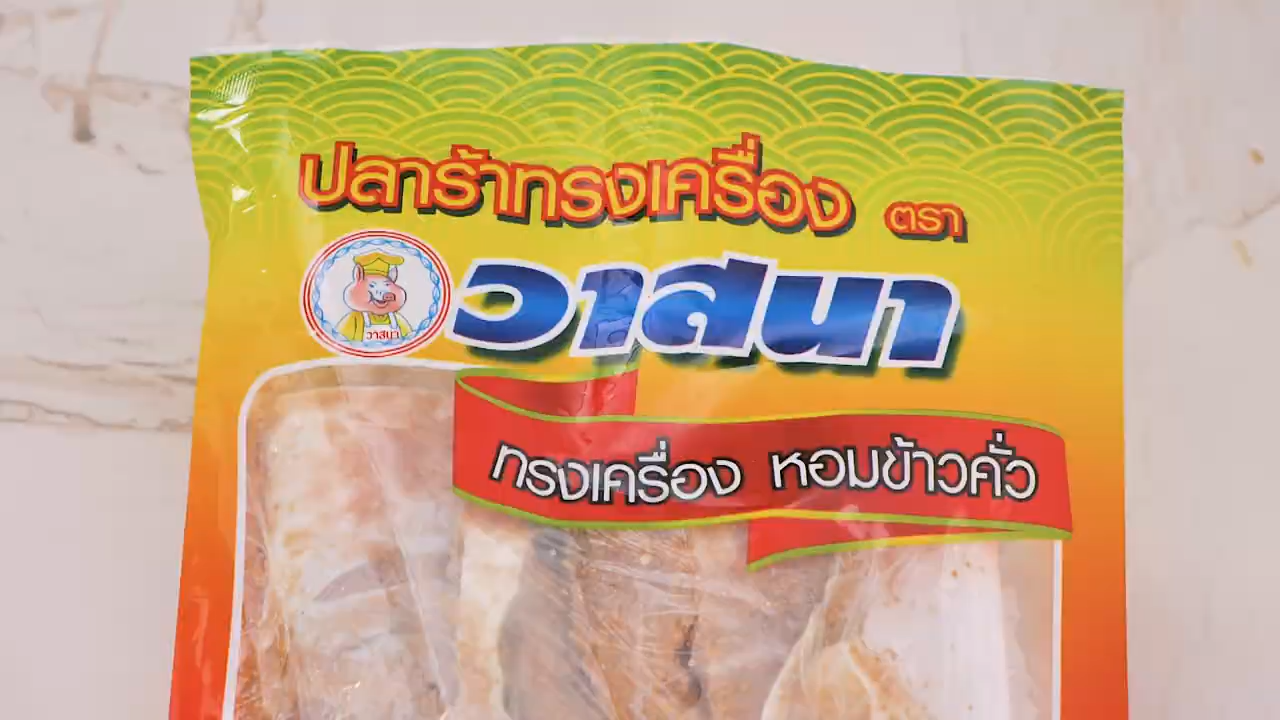 ปลาร้าทรงเครื่อง ตรา
วาสนา
วาสนา
ทรงเครื่อง หอมข้าวคั่ว